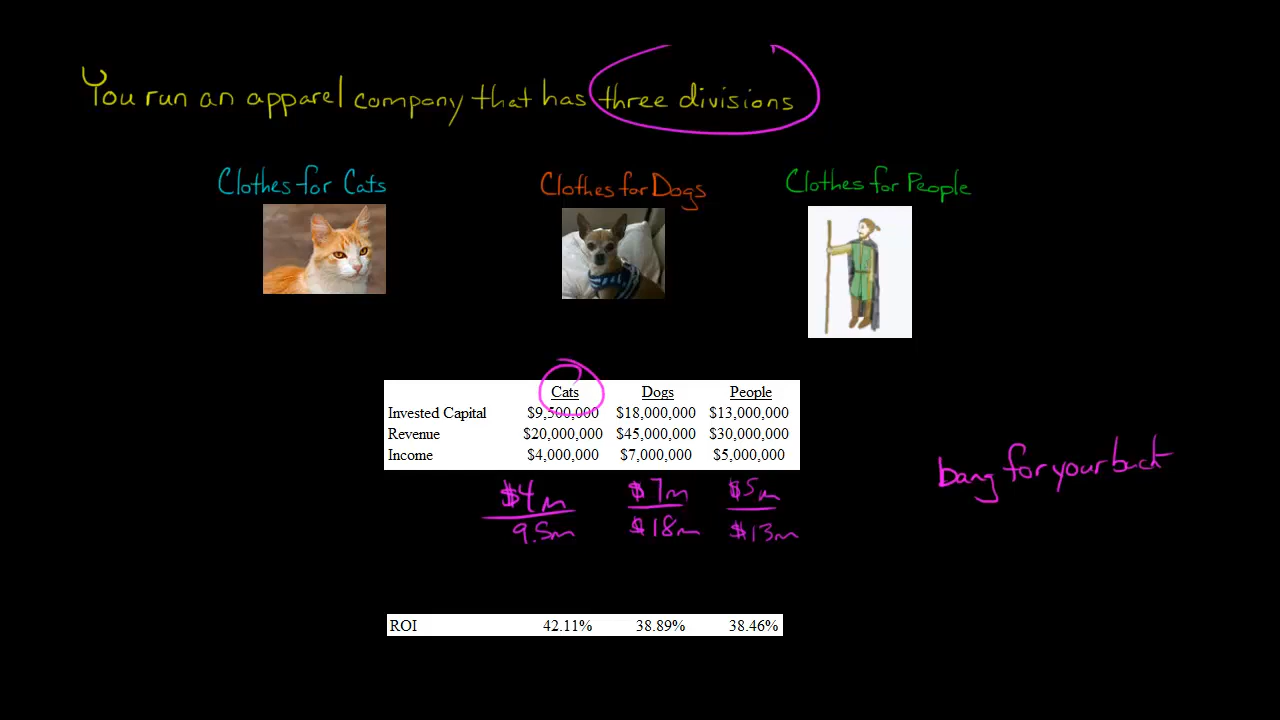 You run an apparel company that has three divisions
Clothes for Cats Clothes for Dogs Clothes for People
Cats Dogs People
Invested Capital $9,500,000 $18,000,000 $13,000,000
Revenue $20,000,000 $45,000,000 $30,000,000
Income $4,000,000 $7,000,000 $5,000,000
bang for your buck
$4m $7m $5m
9.5m $18m $13m
ROI 42.11% 38.89% 38.46%